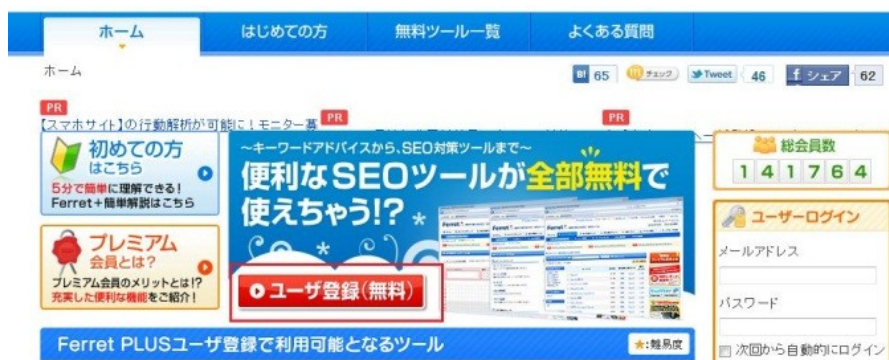 ホーム
はじめての方
無料ツール一覧
よくある質問
ホーム
B! 65
チェック
Tweet 46
f シェア 62
PR
PR
PR
【スマホサイト】の行動解析が可能に！モニター募
初めての方
はこちら
5分で簡単に理解できる！
Ferret+簡単解説はこちら
プレミアム
会員とは？
プレミアム会員のメリットとは!?
充実した便利な機能をご紹介！
～キーワードアドバイスから、SEO対策ツールまで～
便利なSEOツールが全部無料で
使えちゃう!?
ユーザ登録(無料)
総会員数
141764
ユーザーログイン
メールアドレス
パスワード
次回から自動的にログイン
Ferret PLUSユーザ登録で利用可能となるツール
★:難易度